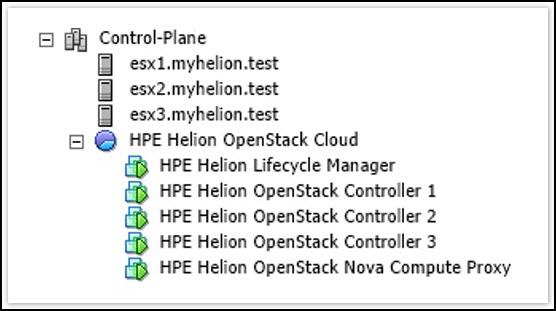 Control-Plane
esx1.myhelion.test
esx2.myhelion.test
esx3.myhelion.test
HPE Helion OpenStack Cloud
HPE Helion Lifecycle Manager
HPE Helion OpenStack Controller 1
HPE Helion OpenStack Controller 2
HPE Helion OpenStack Controller 3
HPE Helion OpenStack Nova Compute Proxy